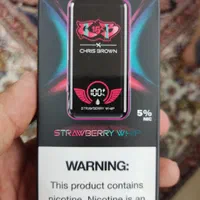 CHRIS BROWN
100%
STRAWBERRY WHIP
5%
STRAWBERRY WHIP
WARNING:
This product contains
nicotine. Nicotine is an